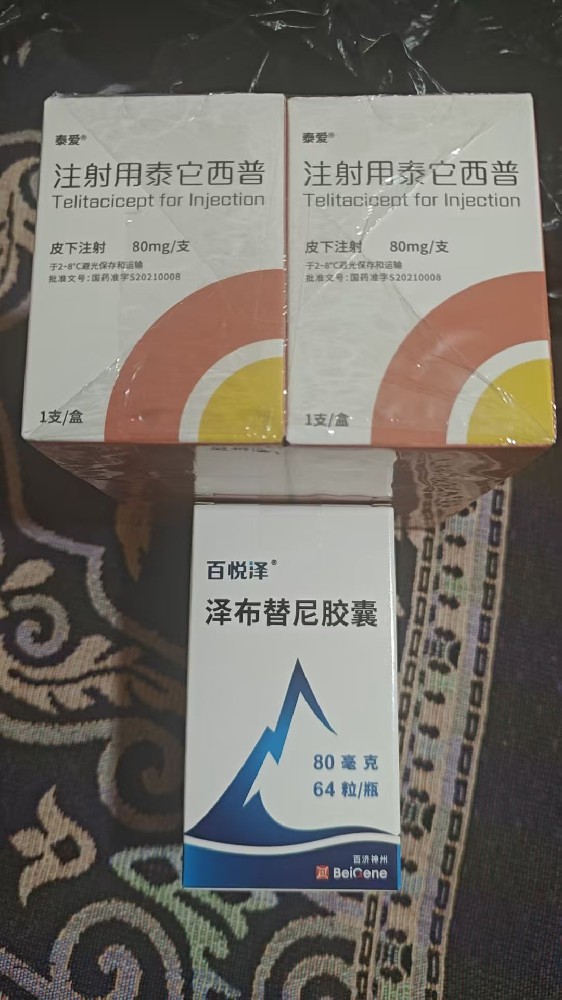 泰爱®
注射用泰它西普
Telitacicept for Injection
皮下注射 80mg/支
于2-8°C避光保存和运输
批准文号:国药准字S20210008
1支/盒
泰爱®
注射用泰它西普
Telitacicept for Injection
皮下注射 80mg/支
于2-8°C避光保存和运输
批准文号:国药准字S20210008
1支/盒
百悦泽®
泽布替尼胶囊
80 毫克
64 粒/瓶
百济神州
BeiGene